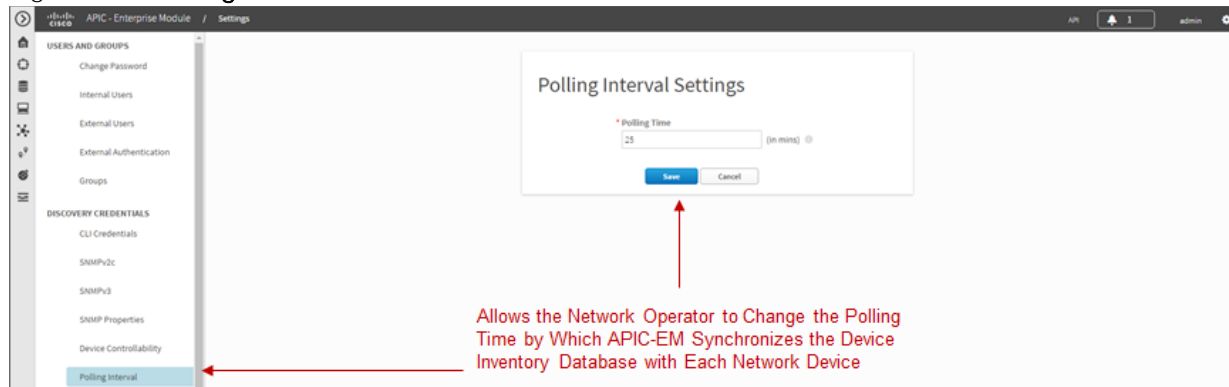 cisco APIC - Enterprise Module / Settings
API 1 admin
USERS AND GROUPS
Change Password
Internal Users
External Users
External Authentication
Groups
DISCOVERY CREDENTIALS
CLI Credentials
SNMPv2c
SNMPv3
SNMP Properties
Device Controllability
Polling Interval
Polling Interval Settings
* Polling Time
25 (in mins)
Save Cancel
Allows the Network Operator to Change the Polling
Time by Which APIC-EM Synchronizes the Device
Inventory Database with Each Network Device